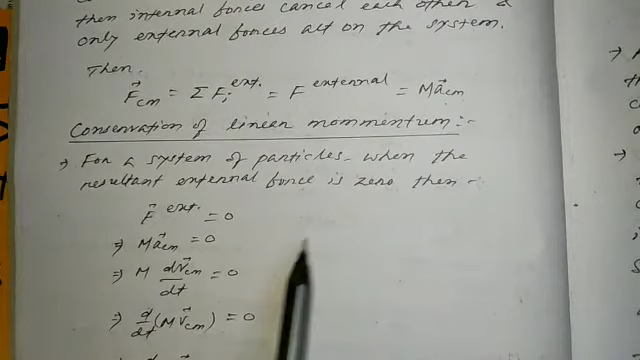 then internal forces cancel each other &
only external forces act on the system.
Then.
F⃗cm = Σ Fi ext. = F external = Ma⃗cm
Conservation of linear mommentum:-
→ For a system of particles - when the
resultant external force is zero then -
F⃗ ext. = 0
⇒ Ma⃗cm = 0
⇒ M dv⃗cm/dt = 0
⇒ d/dt (Mv⃗cm) = 0